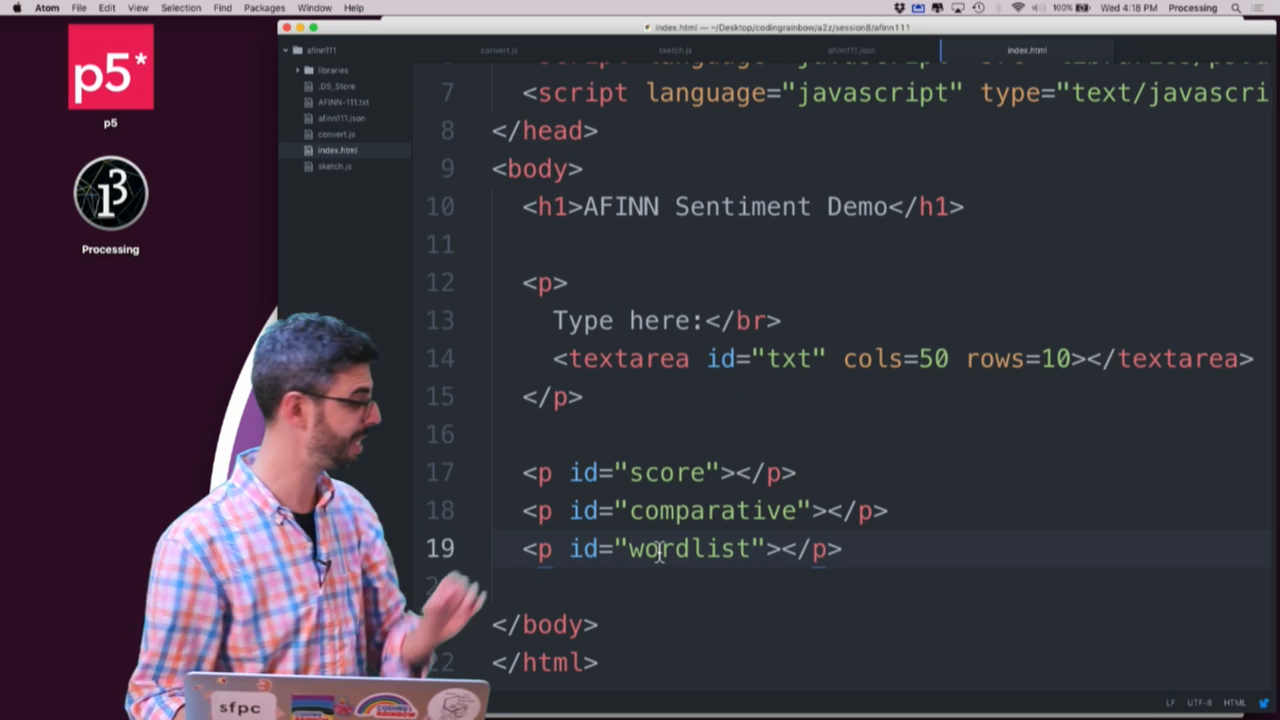 Atom File Edit View Selection Find Packages Window Help
100% Wed 4:18 PM Processing
p5*
p5
Processing
index.html — ~/Desktop/codingrainbow/a2z/session8/afinn111
afinn111
libraries
.DS_Store
AFINN-111.txt
afinn111.json
convert.js
index.html
sketch.js
convert.js sketch.js afinn111.json index.html
7 <script language="javascript" type="text/javascri
8 </head>
9 <body>
10 <h1>AFINN Sentiment Demo</h1>
11
12 <p>
13 Type here:</br>
14 <textarea id="txt" cols=50 rows=10></textarea>
15 </p>
16
17 <p id="score"></p>
18 <p id="comparative"></p>
19 <p id="wordlist"></p>
</body>
22 </html>
LF UTF-8 HTML
sfpc